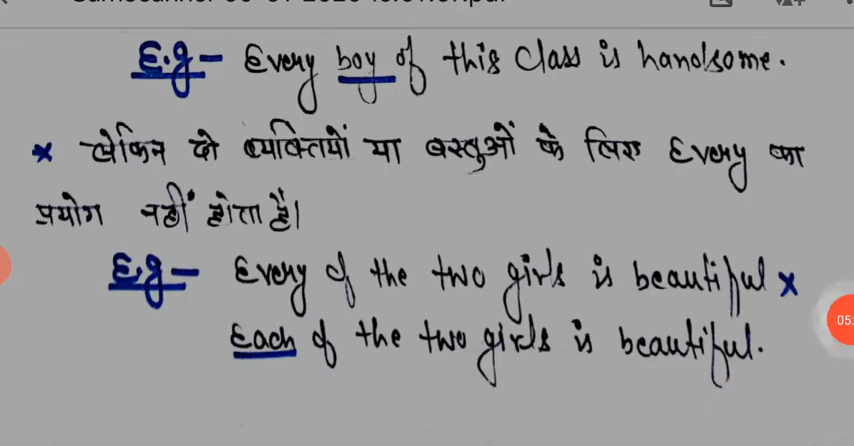 E.g- Every boy of this class is handsome.
* लेकिन दो व्यक्तियों या वस्तुओं के लिए Every का
प्रयोग नहीं होता है।
E.g- Every of the two girls is beautiful ×
Each of the two girls is beautiful.
05: